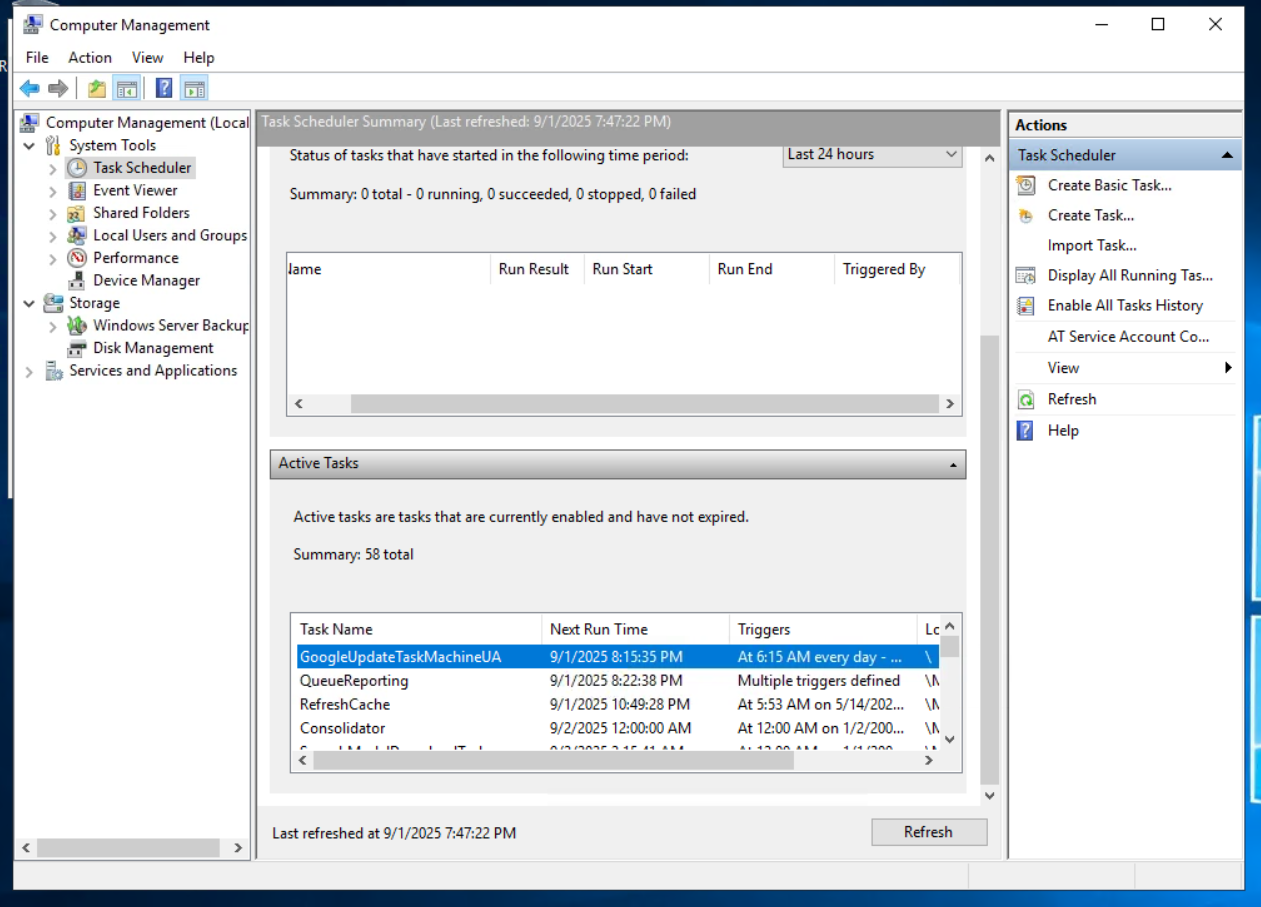 Computer Management
File Action View Help
Computer Management (Local
System Tools
Task Scheduler
Event Viewer
Shared Folders
Local Users and Groups
Performance
Device Manager
Storage
Windows Server Backup
Disk Management
Services and Applications
Task Scheduler Summary (Last refreshed: 9/1/2025 7:47:22 PM)
Status of tasks that have started in the following time period: Last 24 hours
Summary: 0 total - 0 running, 0 succeeded, 0 stopped, 0 failed
Name Run Result Run Start Run End Triggered By
Active Tasks
Active tasks are tasks that are currently enabled and have not expired.
Summary: 58 total
Task Name Next Run Time Triggers Lo
GoogleUpdateTaskMachineUA 9/1/2025 8:15:35 PM At 6:15 AM every day - ... \
QueueReporting 9/1/2025 8:22:38 PM Multiple triggers defined \M
RefreshCache 9/1/2025 10:49:28 PM At 5:53 AM on 5/14/202... \M
Consolidator 9/2/2025 12:00:00 AM At 12:00 AM on 1/2/200... \M
Last refreshed at 9/1/2025 7:47:22 PM Refresh
Actions
Task Scheduler
Create Basic Task...
Create Task...
Import Task...
Display All Running Tas...
Enable All Tasks History
AT Service Account Co...
View
Refresh
Help